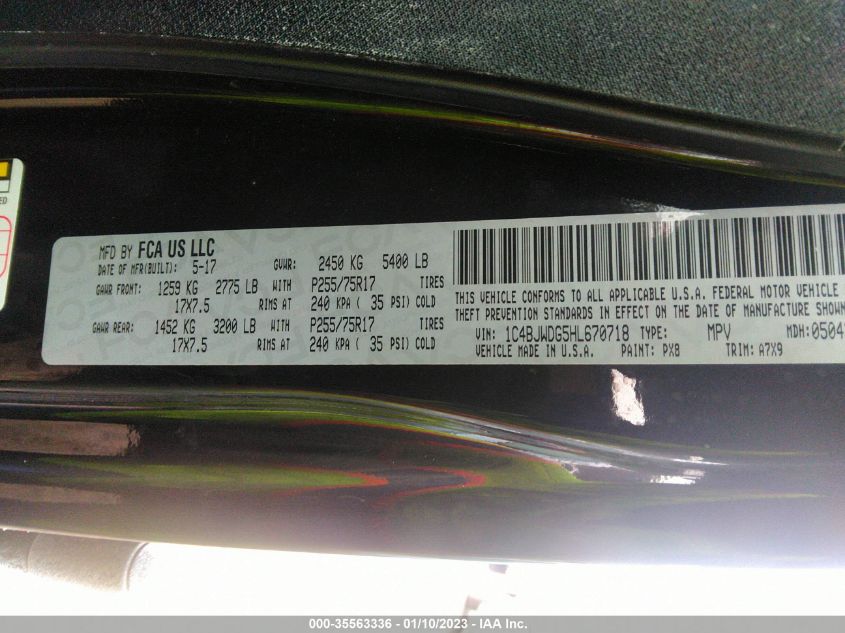 ED
MFD BY FCA US LLC
DATE OF MFR(BUILT): 5-17 GVWR: 2450 KG 5400 LB
GAWR FRONT: 1259 KG 2775 LB WITH P255/75R17 TIRES
17X7.5 RIMS AT 240 KPA ( 35 PSI) COLD
GAWR REAR: 1452 KG 3200 LB WITH P255/75R17 TIRES
17X7.5 RIMS AT 240 KPA ( 35 PSI) COLD
THIS VEHICLE CONFORMS TO ALL APPLICABLE U.S.A. FEDERAL MOTOR VEHICLE
THEFT PREVENTION STANDARDS IN EFFECT ON THE DATE OF MANUFACTURE SHOWN
VIN: 1C4BJWDG5HL670718 TYPE: MPV MDH:0504
VEHICLE MADE IN U.S.A. PAINT: PX8 TRIM: A7X9
000-35563336 - 01/10/2023 - IAA Inc.